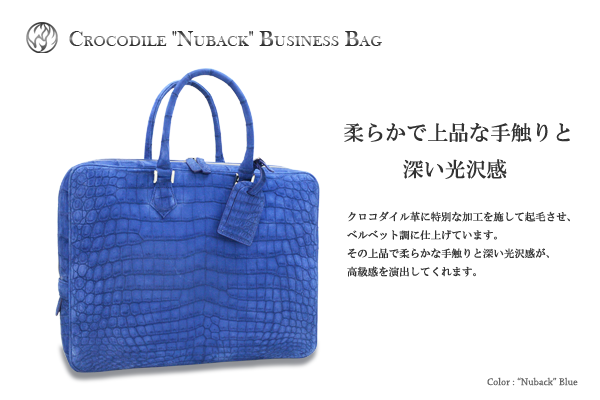 CROCODILE "NUBACK" BUSINESS BAG
柔らかで上品な手触りと
深い光沢感
クロコダイル革に特別な加工を施して起毛させ、
ベルベット調に仕上げています。
その上品で柔らかな手触りと深い光沢感が、
高級感を演出してくれます。
Color : “Nuback” Blue